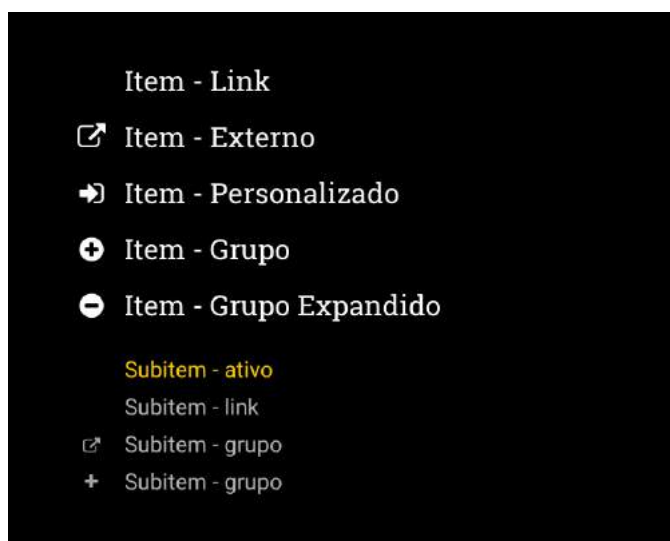 Item - Link
Item - Externo
Item - Personalizado
Item - Grupo
Item - Grupo Expandido
Subitem - ativo
Subitem - link
Subitem - grupo
Subitem - grupo